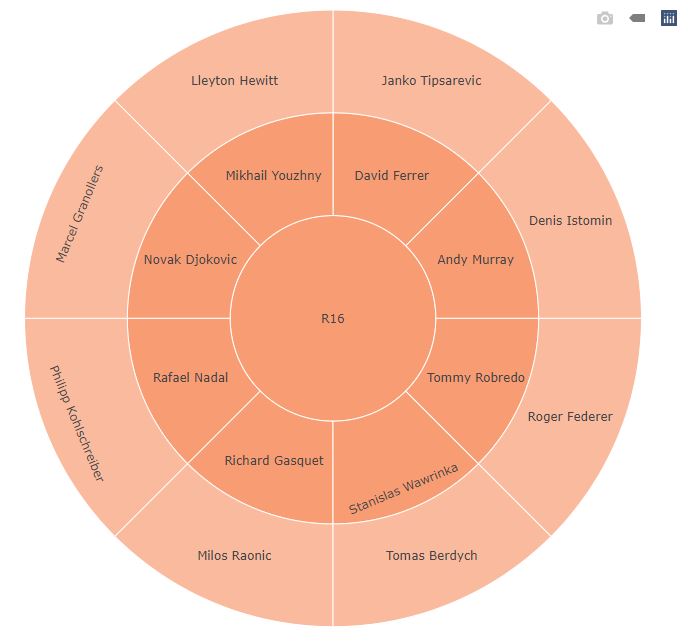 Lleyton Hewitt
Janko Tipsarevic
Marcel Granollers
Mikhail Youzhny
David Ferrer
Denis Istomin
Novak Djokovic
Andy Murray
R16
Rafael Nadal
Tommy Robredo
Philipp Kohlschreiber
Roger Federer
Richard Gasquet
Stanislas Wawrinka
Milos Raonic
Tomas Berdych